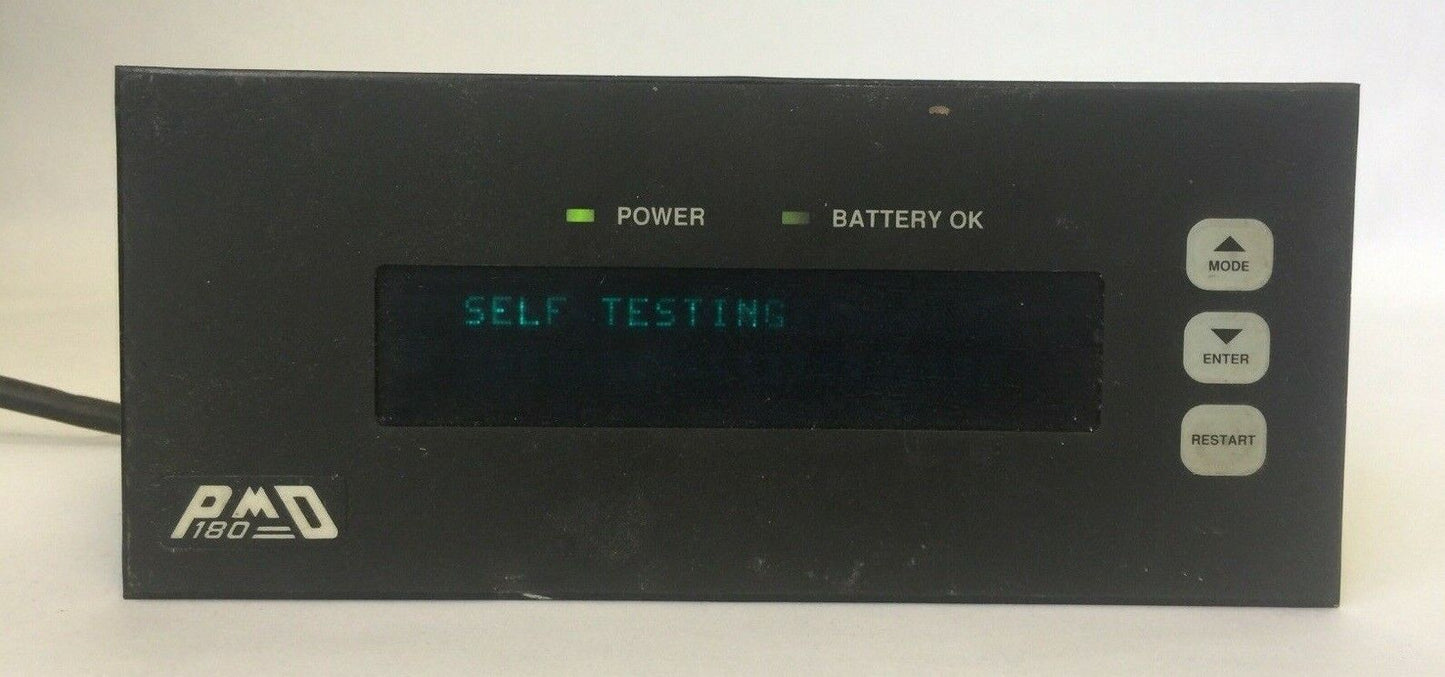 POWER
BATTERY OK
SELF TESTING
MODE
ENTER
RESTART
PMD
180